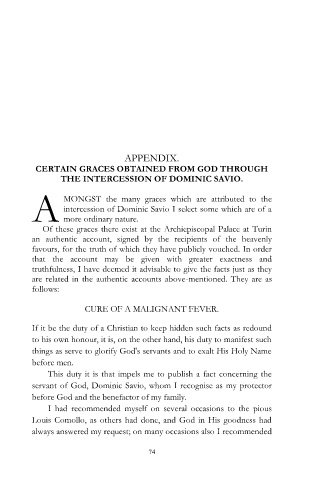 APPENDIX.
CERTAIN GRACES OBTAINED FROM GOD THROUGH
THE INTERCESSION OF DOMINIC SAVIO.
AMONGST the many graces which are attributed to the
intercession of Dominic Savio I select some which are of a
more ordinary nature.
Of these graces there exist at the Archiepiscopal Palace at Turin
an authentic account, signed by the recipients of the heavenly
favours, for the truth of which they have publicly vouched. In order
that the account may be given with greater exactness and
truthfulness, I have deemed it advisable to give the facts just as they
are related in the authentic accounts above-mentioned. They are as
follows:
CURE OF A MALIGNANT FEVER.
If it be the duty of a Christian to keep hidden such facts as redound
to his own honour, it is, on the other hand, his duty to manifest such
things as serve to glorify God's servants and to exalt His Holy Name
before men.
This duty it is that impels me to publish a fact concerning the
servant of God, Dominic Savio, whom I recognise as my protector
before God and the benefactor of my family.
I had recommended myself on several occasions to the pious
Louis Comollo, as others had done, and God in His goodness had
always answered my request; on many occasions also I recommended
74